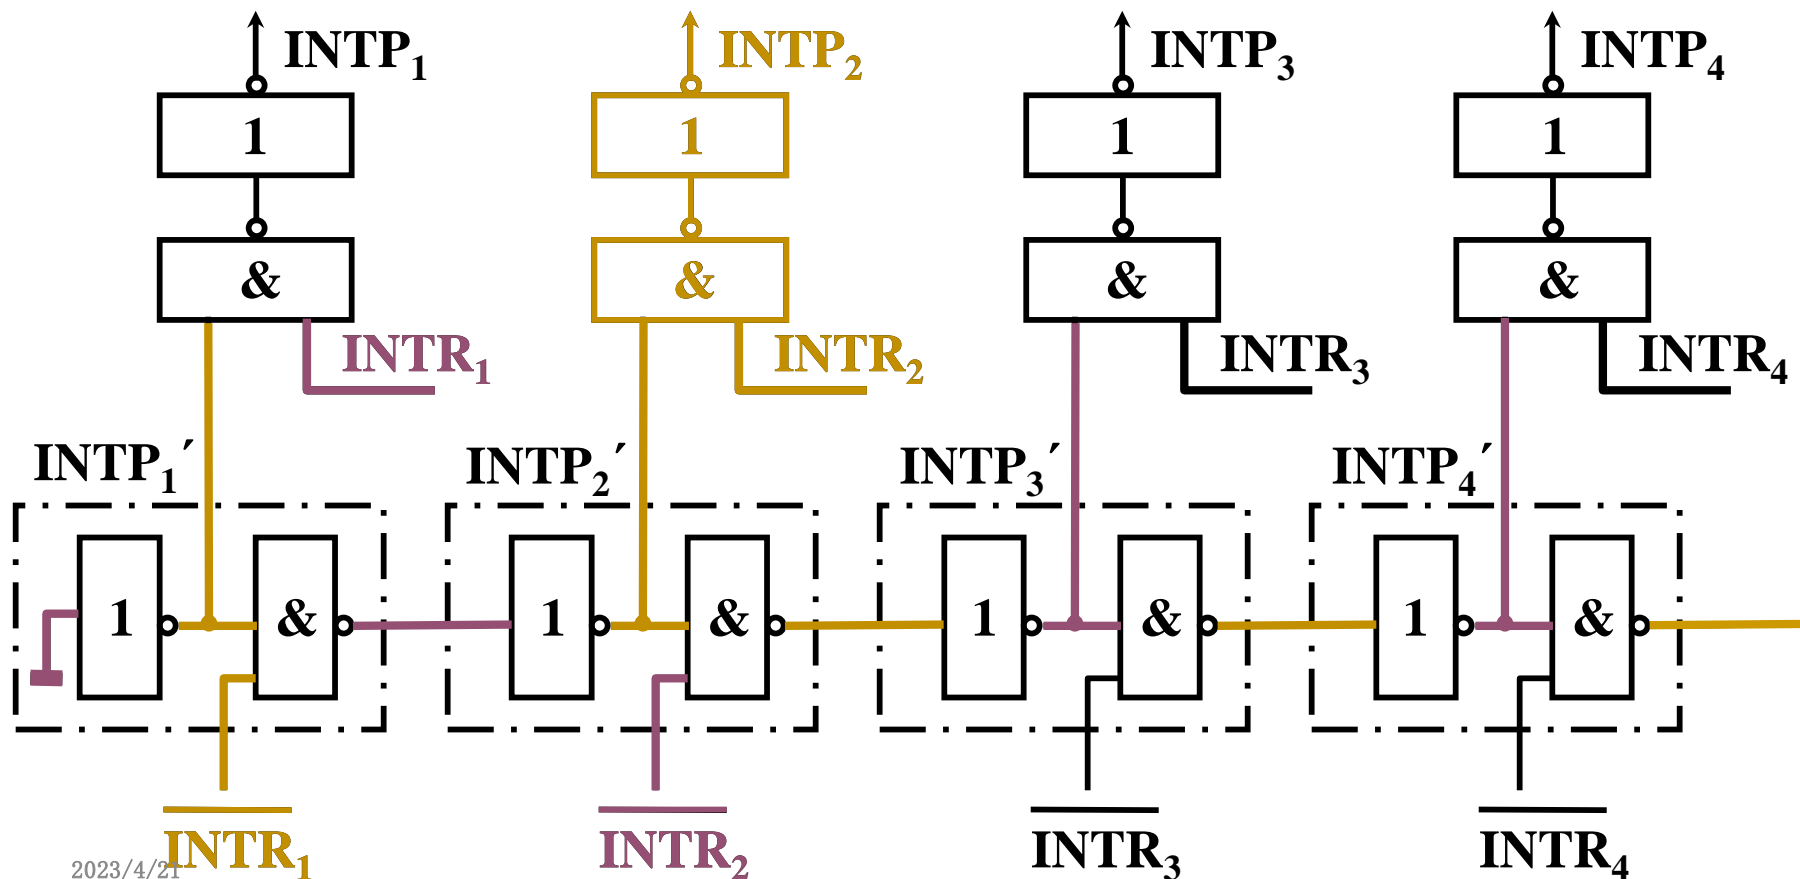 INTP₁ INTP₂ INTP₃ INTP₄
1 1 1 1
& & & &
INTR₁ INTR₂ INTR₃ INTR₄
INTP₁´ INTP₂´ INTP₃´ INTP₄´
1 & 1 & 1 & 1 &
INTR₁ INTR₂ INTR₃ INTR₄
2023/4/21